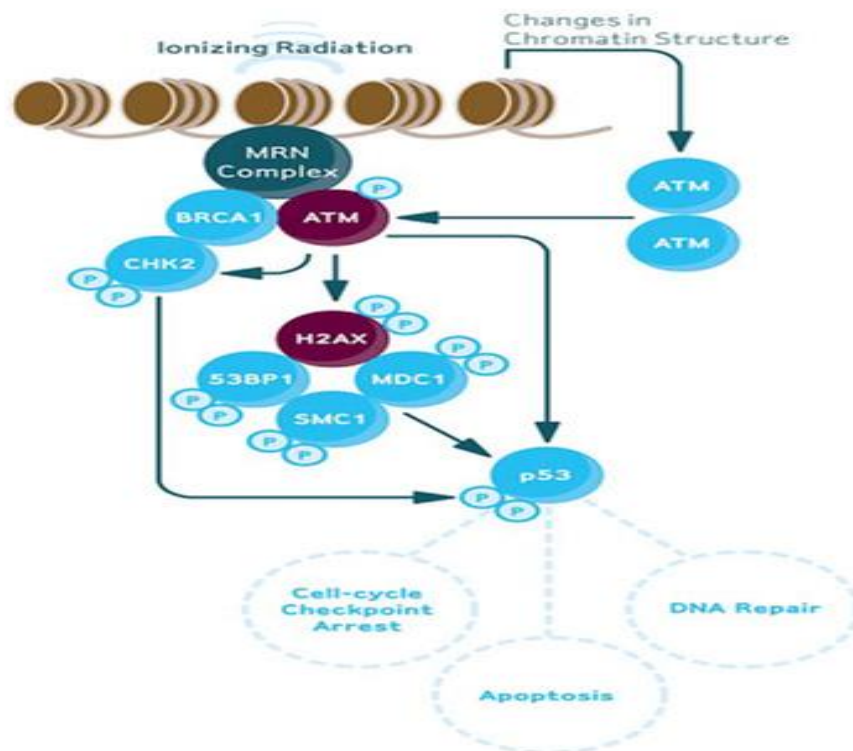 Changes in
Chromatin Structure
Ionizing Radiation
MRN
Complex
P
ATM
BRCA1
ATM
ATM
CHK2
P
P
P
P
H2AX
P
P
53BP1
MDC1
P
P
SMC1
P
P
p53
P
P
Cell-cycle
Checkpoint
Arrest
DNA Repair
Apoptosis